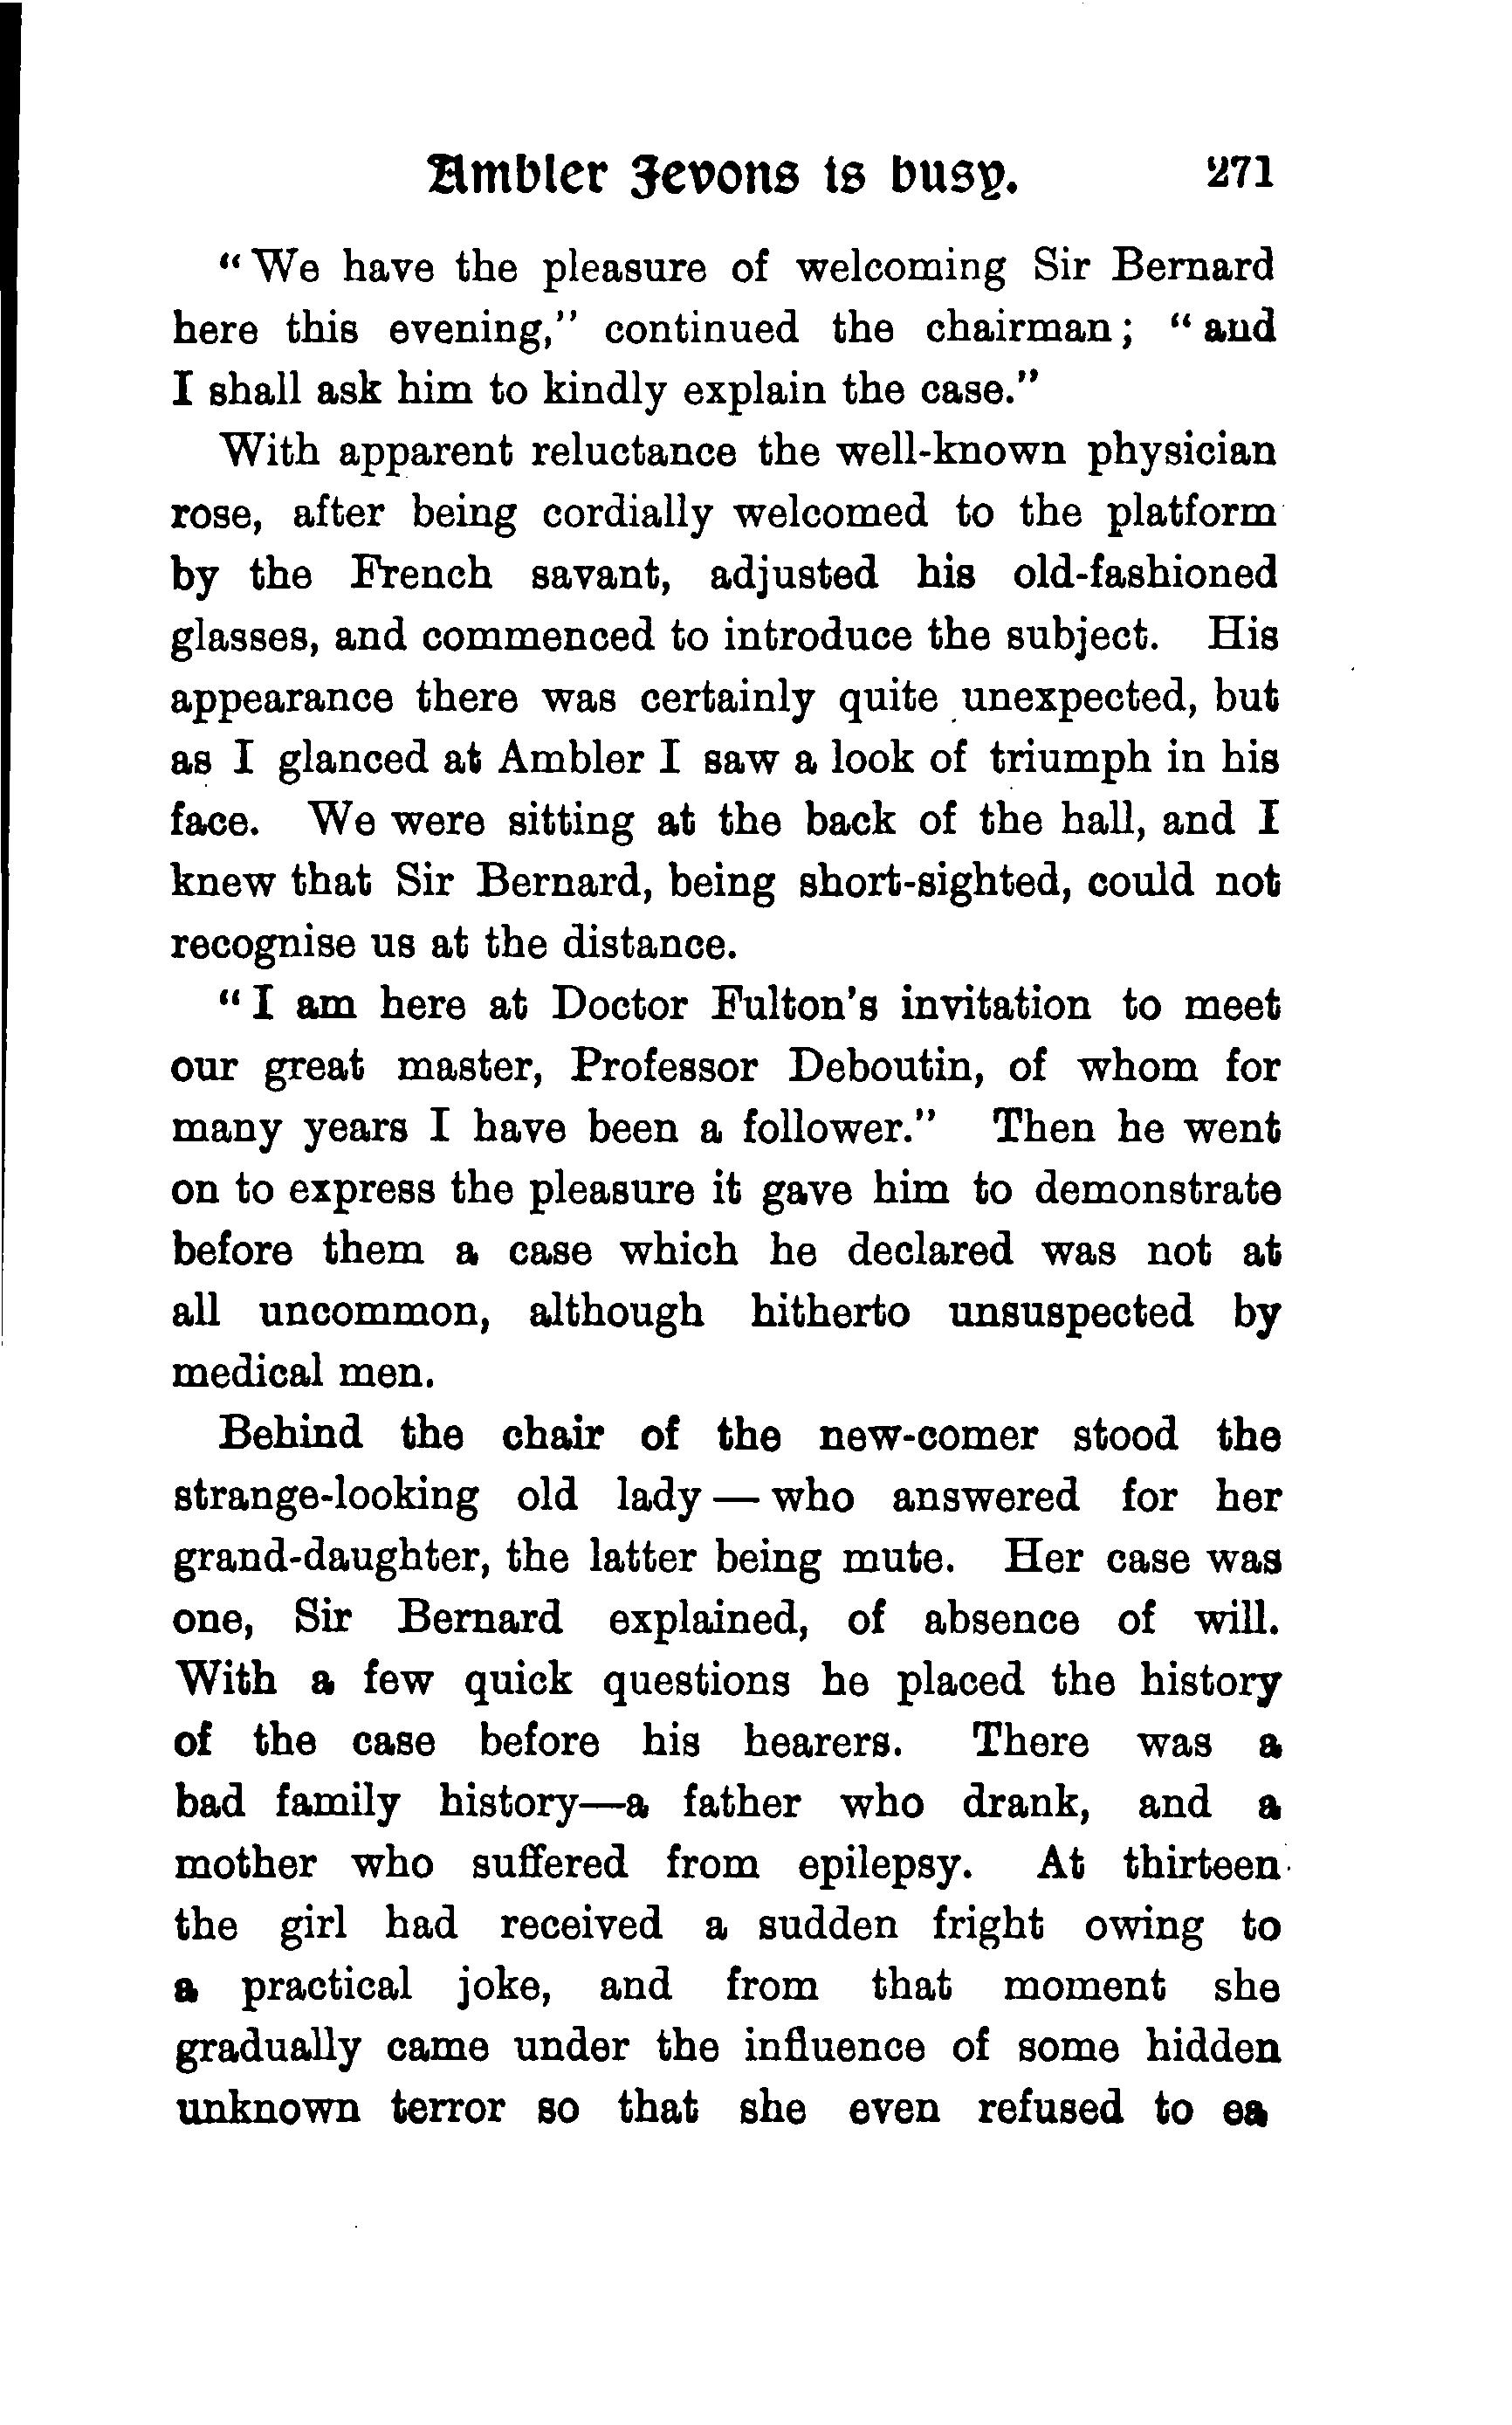 Ambler Jevons is busy. 271
"We have the pleasure of welcoming Sir Bernard
here this evening," continued the chairman; "and
I shall ask him to kindly explain the case."
With apparent reluctance the well-known physician
rose, after being cordially welcomed to the platform
by the French savant, adjusted his old-fashioned
glasses, and commenced to introduce the subject. His
appearance there was certainly quite unexpected, but
as I glanced at Ambler I saw a look of triumph in his
face. We were sitting at the back of the hall, and I
knew that Sir Bernard, being short-sighted, could not
recognise us at the distance.
"I am here at Doctor Fulton's invitation to meet
our great master, Professor Deboutin, of whom for
many years I have been a follower." Then he went
on to express the pleasure it gave him to demonstrate
before them a case which he declared was not at
all uncommon, although hitherto unsuspected by
medical men.
Behind the chair of the new-comer stood the
strange-looking old lady — who answered for her
grand-daughter, the latter being mute. Her case was
one, Sir Bernard explained, of absence of will.
With a few quick questions he placed the history
of the case before his hearers. There was a
bad family history—a father who drank, and a
mother who suffered from epilepsy. At thirteen
the girl had received a sudden fright owing to
a practical joke, and from that moment she
gradually came under the influence of some hidden
unknown terror so that she even refused to ea